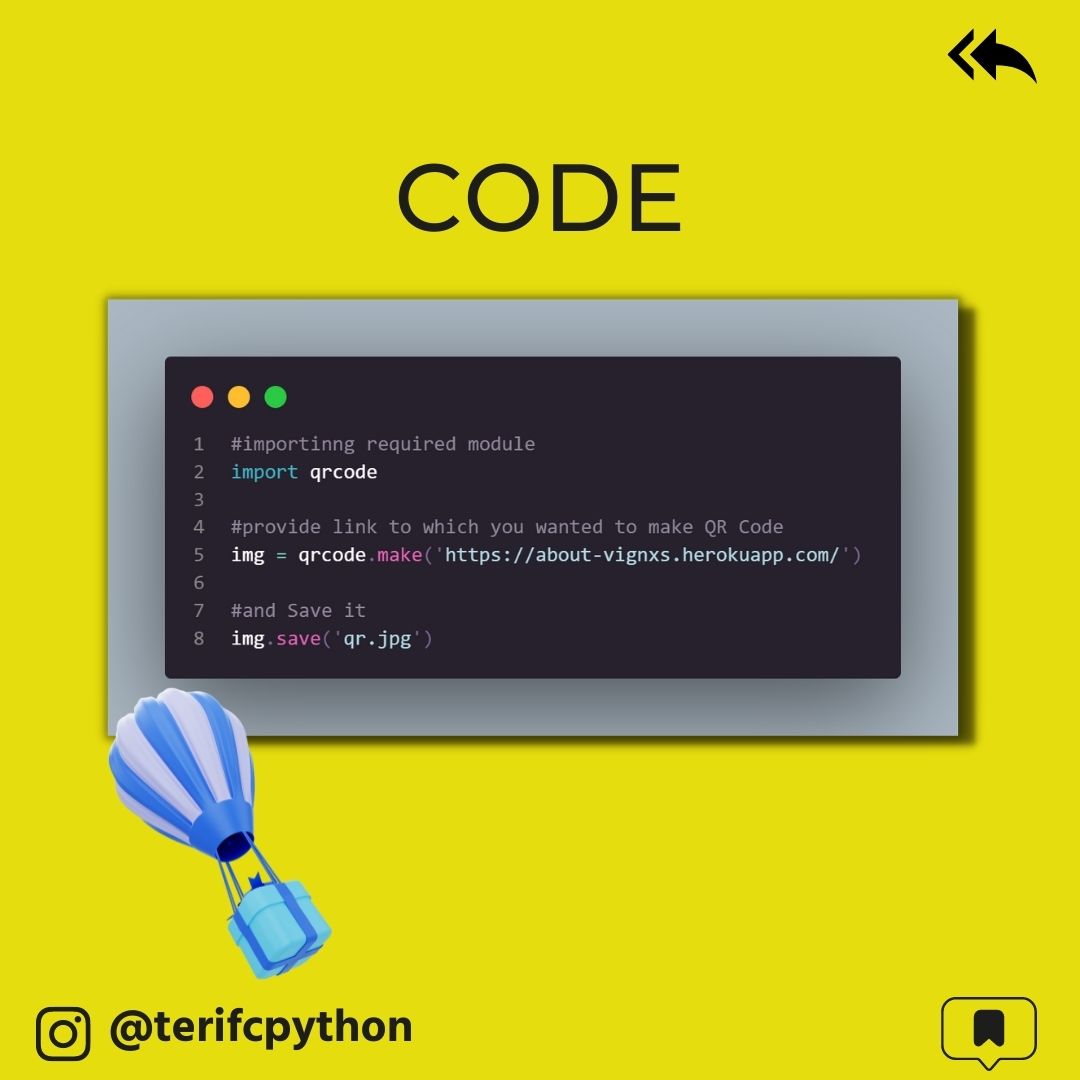 CODE
1 #importinng required module
2 import qrcode
3
4 #provide link to which you wanted to make QR Code
5 img = qrcode.make('https://about-vignxs.herokuapp.com/')
6
7 #and Save it
8 img.save('qr.jpg')
@terifcpython